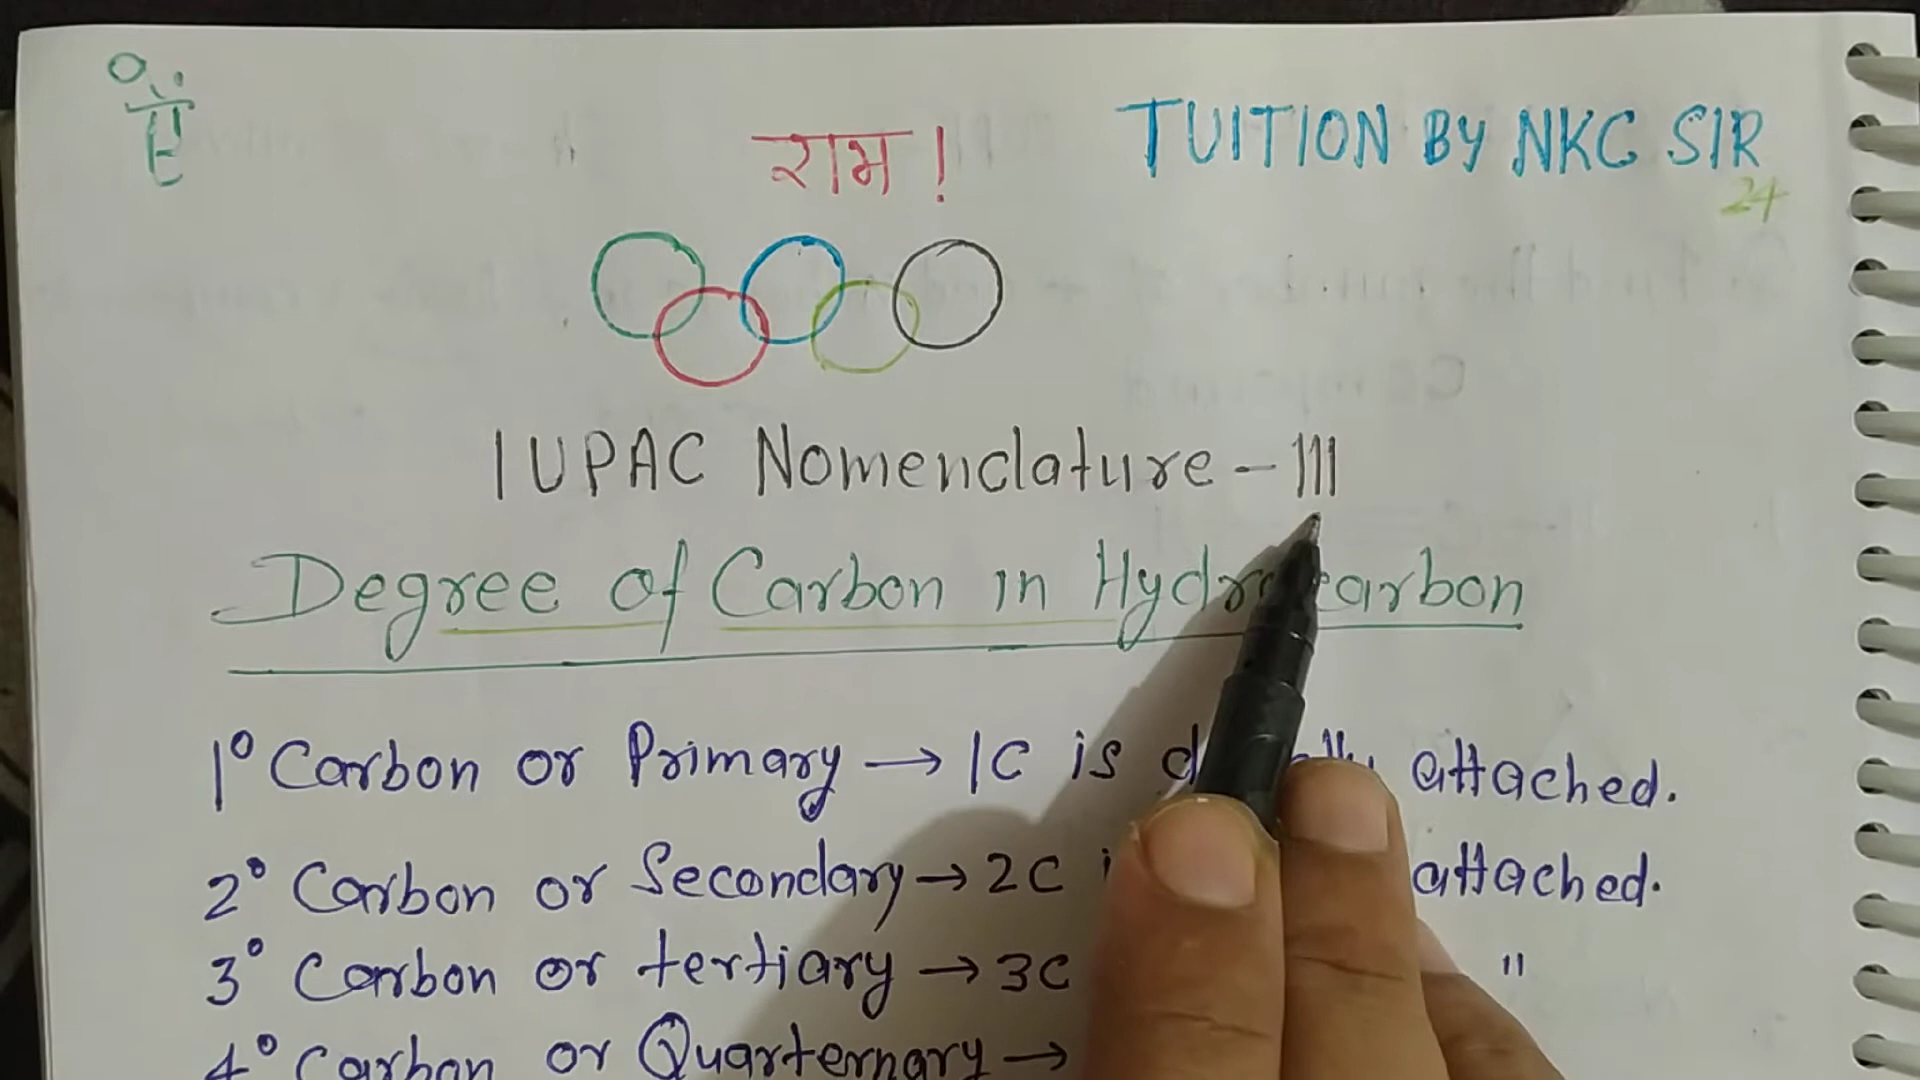 राम !
TUITION BY NKC SIR
24
IUPAC Nomenclature - III
Degree of Carbon in Hydrocarbon
1° Carbon or Primary → 1C is attached.
2° Carbon or Secondary → 2C attached.
3° Carbon or tertiary → 3C "
4° Carbon or Quarternary →